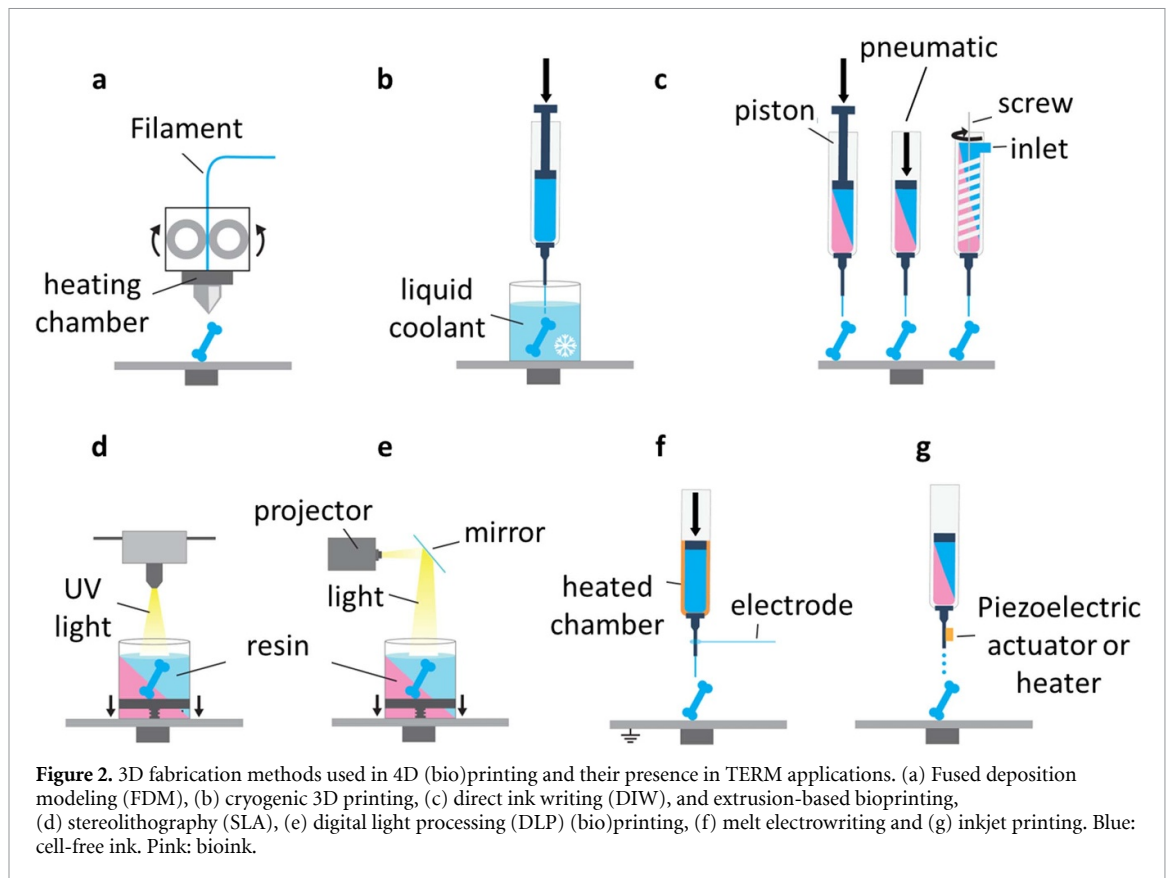 a
b
c
pneumatic
piston
screw
inlet
Filament
heating
chamber
liquid
coolant
d
e
f
g
projector
mirror
UV
light
light
resin
heated
chamber
electrode
Piezoelectric
actuator or
heater
Figure 2. 3D fabrication methods used in 4D (bio)printing and their presence in TERM applications. (a) Fused deposition
modeling (FDM), (b) cryogenic 3D printing, (c) direct ink writing (DIW), and extrusion-based bioprinting,
(d) stereolithography (SLA), (e) digital light processing (DLP) (bio)printing, (f) melt electrowriting and (g) inkjet printing. Blue:
cell-free ink. Pink: bioink.